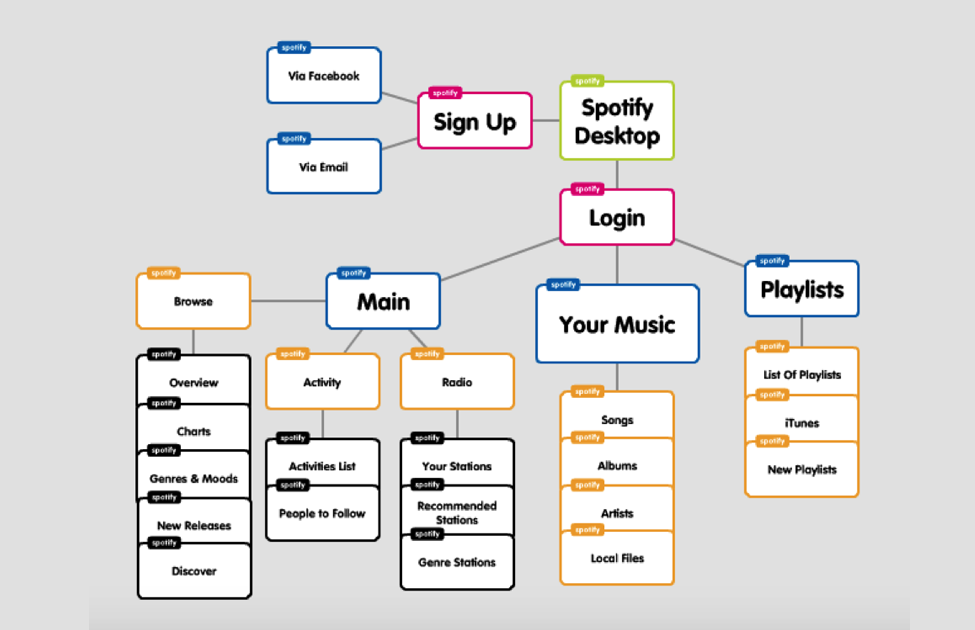 spotify
Via Facebook
spotify
Sign Up
spotify
Spotify
Desktop
spotify
Via Email
spotify
Login
spotify
Browse
spotify
Main
spotify
Your Music
spotify
Playlists
spotify
Overview
spotify
Charts
spotify
Genres & Moods
spotify
New Releases
spotify
Discover
spotify
Activity
spotify
Activities List
spotify
People to Follow
spotify
Radio
spotify
Your Stations
spotify
Recommended
Stations
spotify
Genre Stations
spotify
Songs
spotify
Albums
spotify
Artists
spotify
Local Files
spotify
List Of Playlists
spotify
iTunes
spotify
New Playlists